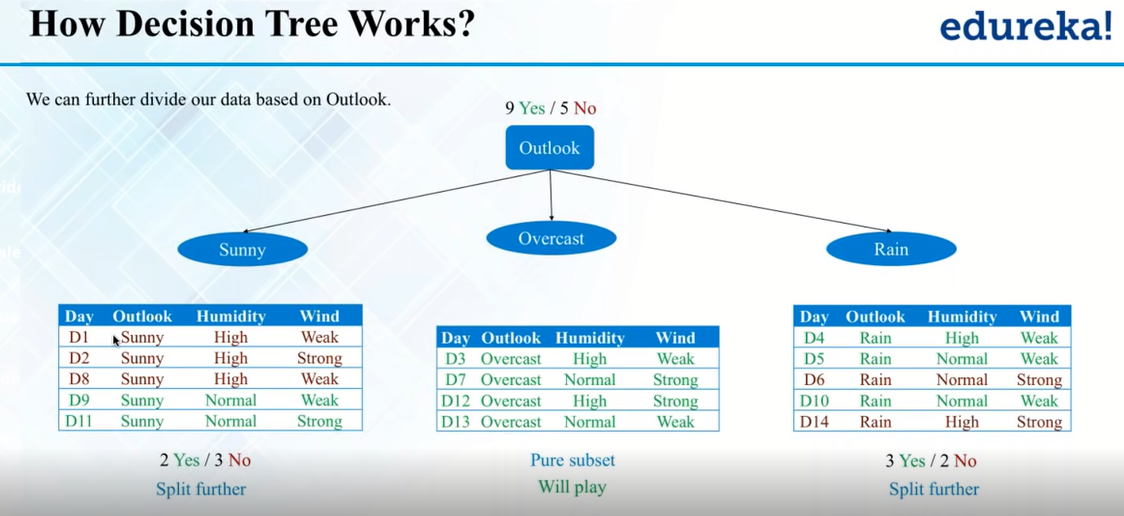 How Decision Tree Works?
edureka!
We can further divide our data based on Outlook.
9 Yes / 5 No
Outlook
Sunny
Overcast
Rain
Day Outlook Humidity Wind
D1 Sunny High Weak
D2 Sunny High Strong
D8 Sunny High Weak
D9 Sunny Normal Weak
D11 Sunny Normal Strong
2 Yes / 3 No
Split further
Day Outlook Humidity Wind
D3 Overcast High Weak
D7 Overcast Normal Strong
D12 Overcast High Strong
D13 Overcast Normal Weak
Pure subset
Will play
Day Outlook Humidity Wind
D4 Rain High Weak
D5 Rain Normal Weak
D6 Rain Normal Strong
D10 Rain Normal Weak
D14 Rain High Strong
3 Yes / 2 No
Split further